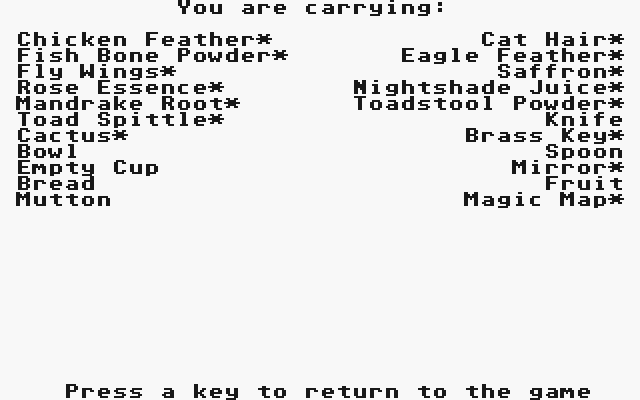 You are carrying:
Chicken Feather* Cat Hair*
Fish Bone Powder* Eagle Feather*
Fly Wings* Saffron*
Rose Essence* Nightshade Juice*
Mandrake Root* Toadstool Powder*
Toad Spittle* Knife
Cactus* Brass Key*
Bowl Spoon
Empty Cup Mirror*
Bread Fruit
Mutton Magic Map*
Press a key to return to the game